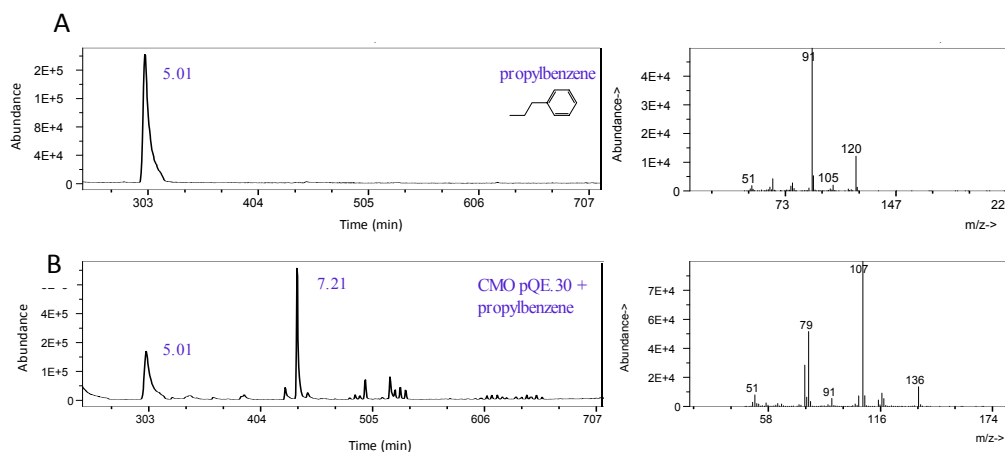 A
2E+5
1E+5
8E+4
4E+4
0
Abundance
5.01
propylbenzene
303
404
505
606
707
Time (min)
4E+4
3E+4
2E+4
1E+4
0
Abundance->
91
120
105
51
73
147
22
m/z->
B
4E+5
3E+5
2E+5
1E+5
0
Abundance
7.21
5.01
CMO pQE.30 +
propylbenzene
303
404
505
606
707
Time (min)
7E+4
6E+4
4E+4
2E+4
0
Abundance->
107
79
136
51
91
58
116
174
m/z->